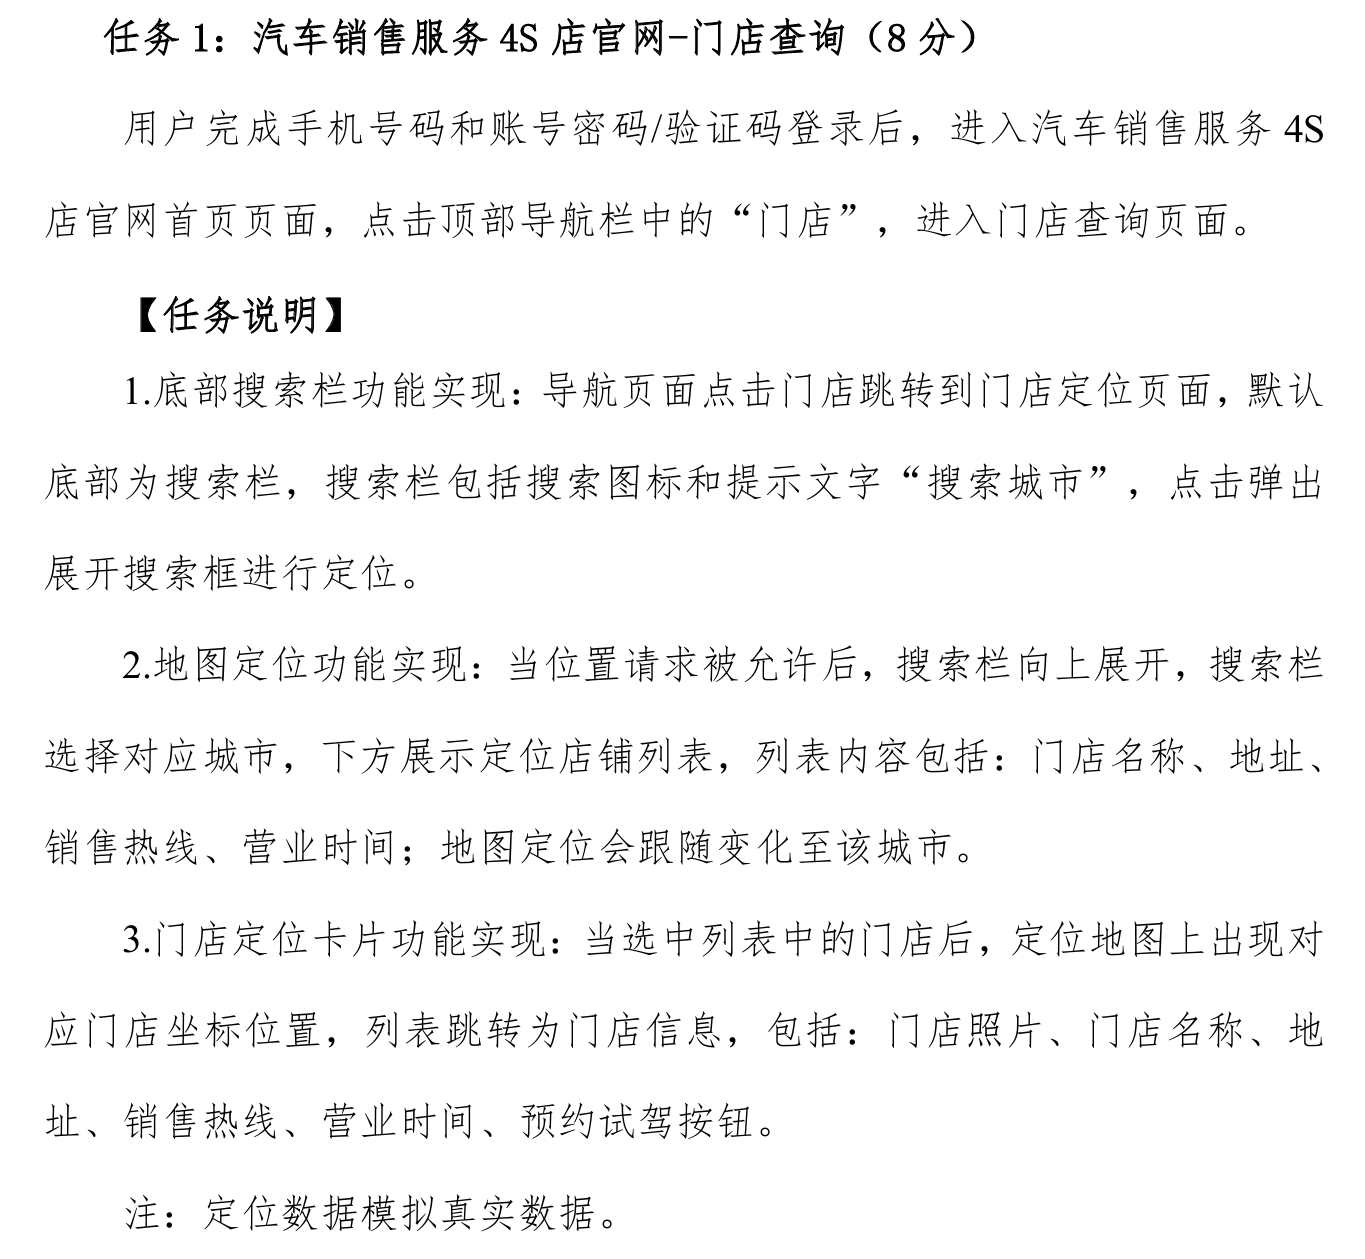 任务 1：汽车销售服务 4S 店官网-门店查询（8 分）
用户完成手机号码和账号密码/验证码登录后，进入汽车销售服务 4S
店官网首页页面，点击顶部导航栏中的“门店”，进入门店查询页面。
【任务说明】
1.底部搜索栏功能实现：导航页面点击门店跳转到门店定位页面，默认
底部为搜索栏，搜索栏包括搜索图标和提示文字“搜索城市”，点击弹出
展开搜索框进行定位。
2.地图定位功能实现：当位置请求被允许后，搜索栏向上展开，搜索栏
选择对应城市，下方展示定位店铺列表，列表内容包括：门店名称、地址、
销售热线、营业时间；地图定位会跟随变化至该城市。
3.门店定位卡片功能实现：当选中列表中的门店后，定位地图上出现对
应门店坐标位置，列表跳转为门店信息，包括：门店照片、门店名称、地
址、销售热线、营业时间、预约试驾按钮。
注：定位数据模拟真实数据。